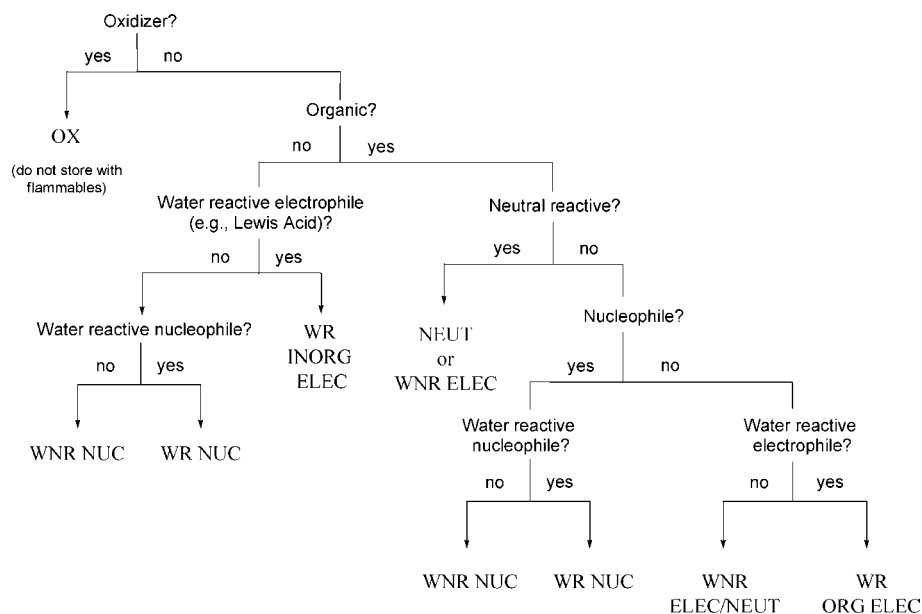 Oxidizer?
yes no
OX
(do not store with
flammables)
Organic?
no yes
Water reactive electrophile
(e.g., Lewis Acid)?
no yes
Neutral reactive?
yes no
Water reactive nucleophile?
no yes
WR
INORG
ELEC
NEUT
or
WNR ELEC
Nucleophile?
yes no
WNR NUC WR NUC
Water reactive
nucleophile?
no yes
Water reactive
electrophile?
no yes
WNR NUC WR NUC
WNR
ELEC/NEUT
WR
ORG ELEC